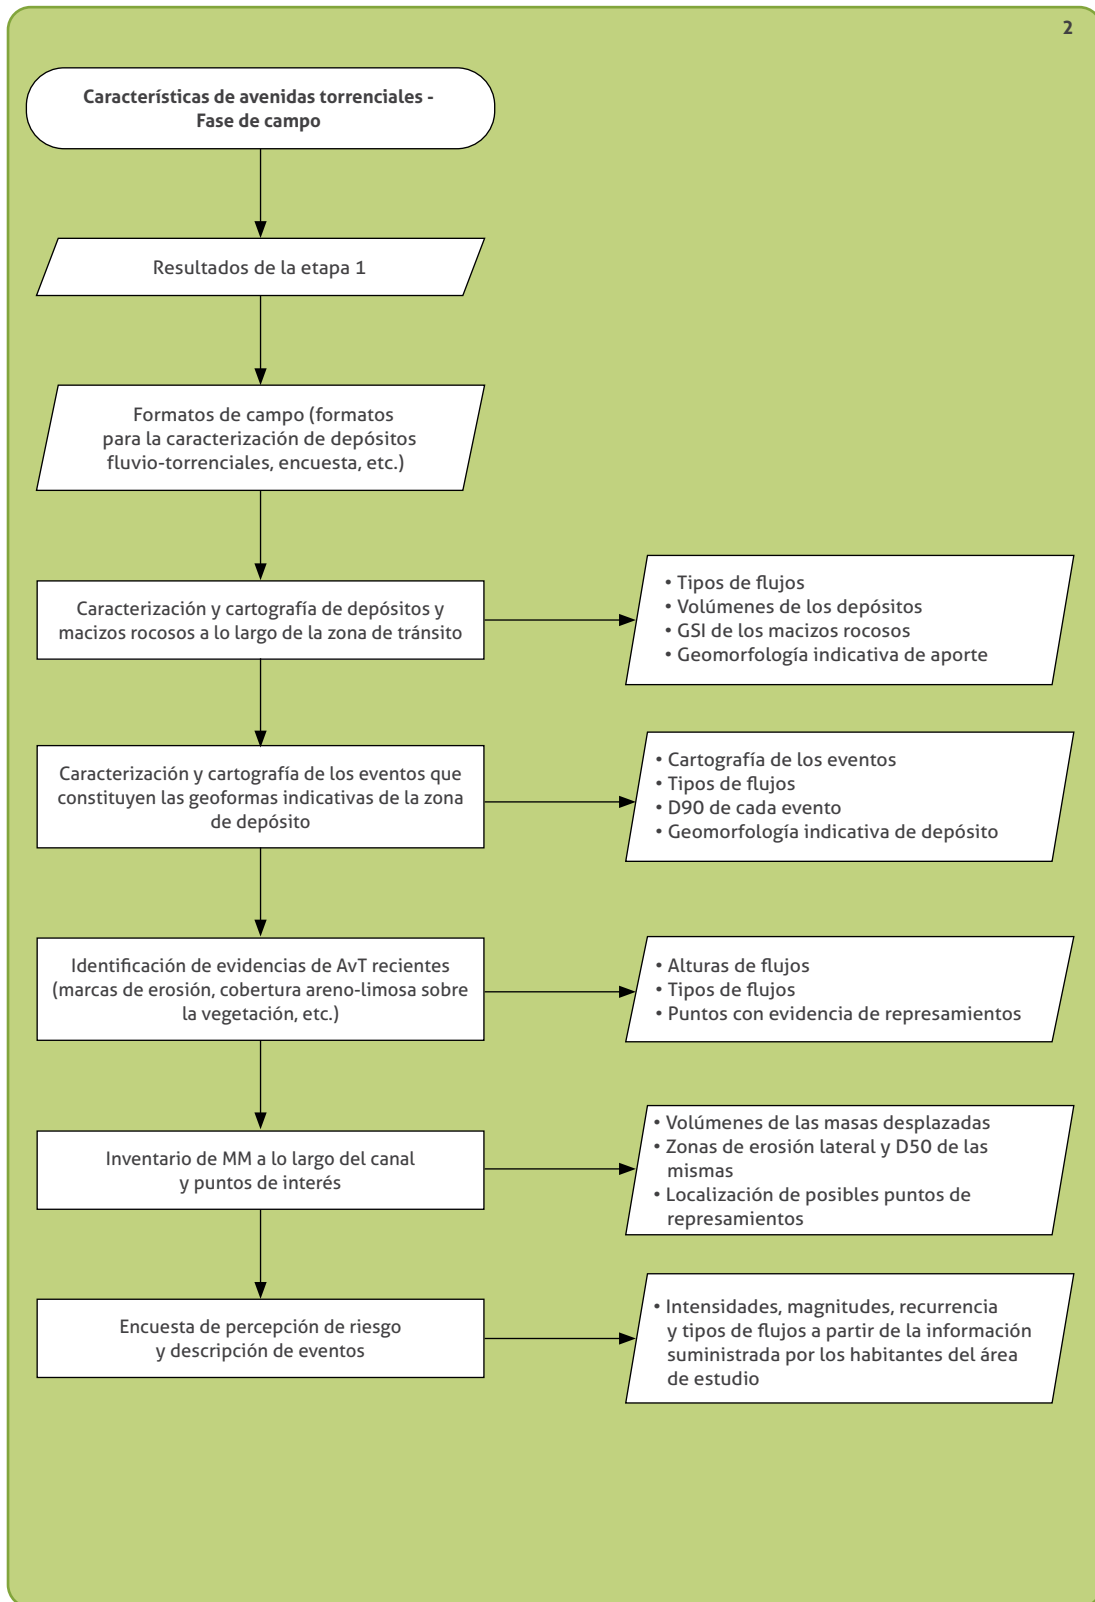 2
Características de avenidas torrenciales -
Fase de campo
Resultados de la etapa 1
Formatos de campo (formatos
para la caracterización de depósitos
fluvio-torrenciales, encuesta, etc.)
Caracterización y cartografía de depósitos y
macizos rocosos a lo largo de la zona de tránsito
• Tipos de flujos
• Volúmenes de los depósitos
• GSI de los macizos rocosos
• Geomorfología indicativa de aporte
Caracterización y cartografía de los eventos que
constituyen las geoformas indicativas de la zona
de depósito
• Cartografía de los eventos
• Tipos de flujos
• D90 de cada evento
• Geomorfología indicativa de depósito
Identificación de evidencias de AvT recientes
(marcas de erosión, cobertura areno-limosa sobre
la vegetación, etc.)
• Alturas de flujos
• Tipos de flujos
• Puntos con evidencia de represamientos
Inventario de MM a lo largo del canal
y puntos de interés
• Volúmenes de las masas desplazadas
• Zonas de erosión lateral y D50 de las
mismas
• Localización de posibles puntos de
represamientos
Encuesta de percepción de riesgo
y descripción de eventos
• Intensidades, magnitudes, recurrencia
y tipos de flujos a partir de la información
suministrada por los habitantes del área
de estudio